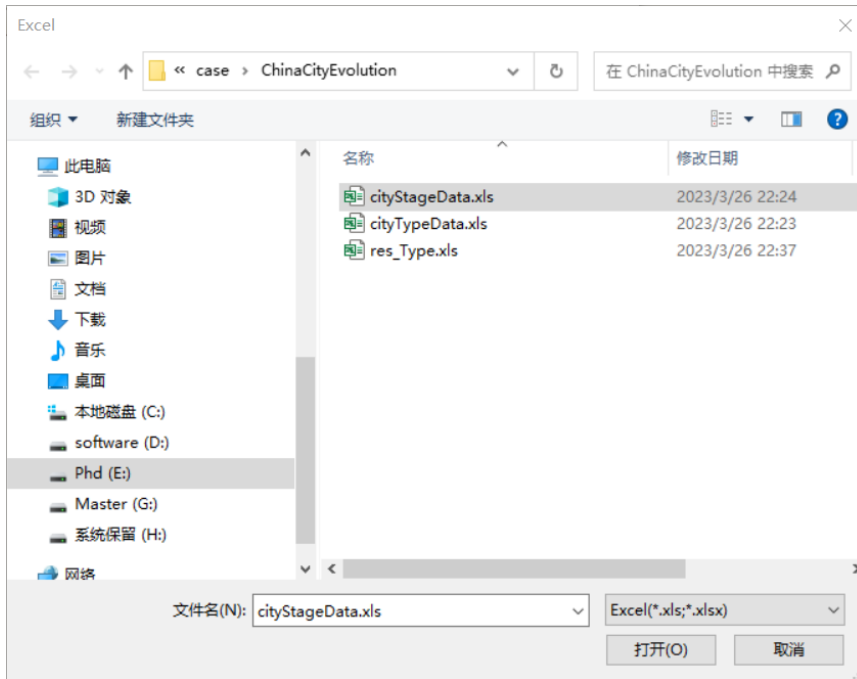 Excel
« case › ChinaCityEvolution
在 ChinaCityEvolution 中搜索
组织 新建文件夹
名称 修改日期
此电脑
3D 对象
视频
图片
文档
下载
音乐
桌面
本地磁盘 (C:)
software (D:)
Phd (E:)
Master (G:)
系统保留 (H:)
网络
cityStageData.xls 2023/3/26 22:24
cityTypeData.xls 2023/3/26 22:23
res_Type.xls 2023/3/26 22:37
文件名(N): cityStageData.xls Excel(*.xls;*.xlsx)
打开(O) 取消